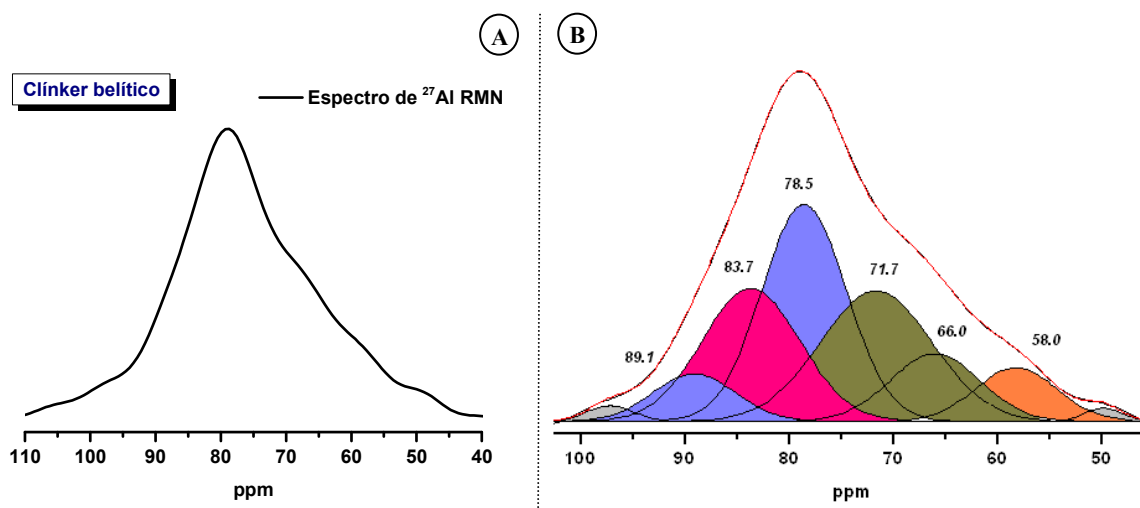 A
B
Clínker belítico
Espectro de ²⁷Al RMN
78.5
83.7
71.7
66.0
89.1
58.0
110 100 90 80 70 60 50 40
100 90 80 70 60 50
ppm
ppm